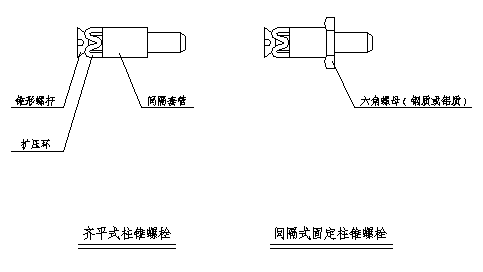 锥形螺杆
间隔套管
六角螺母(钢质或铝质)
扩压环
齐平式柱锥螺栓
间隔式固定柱锥螺栓